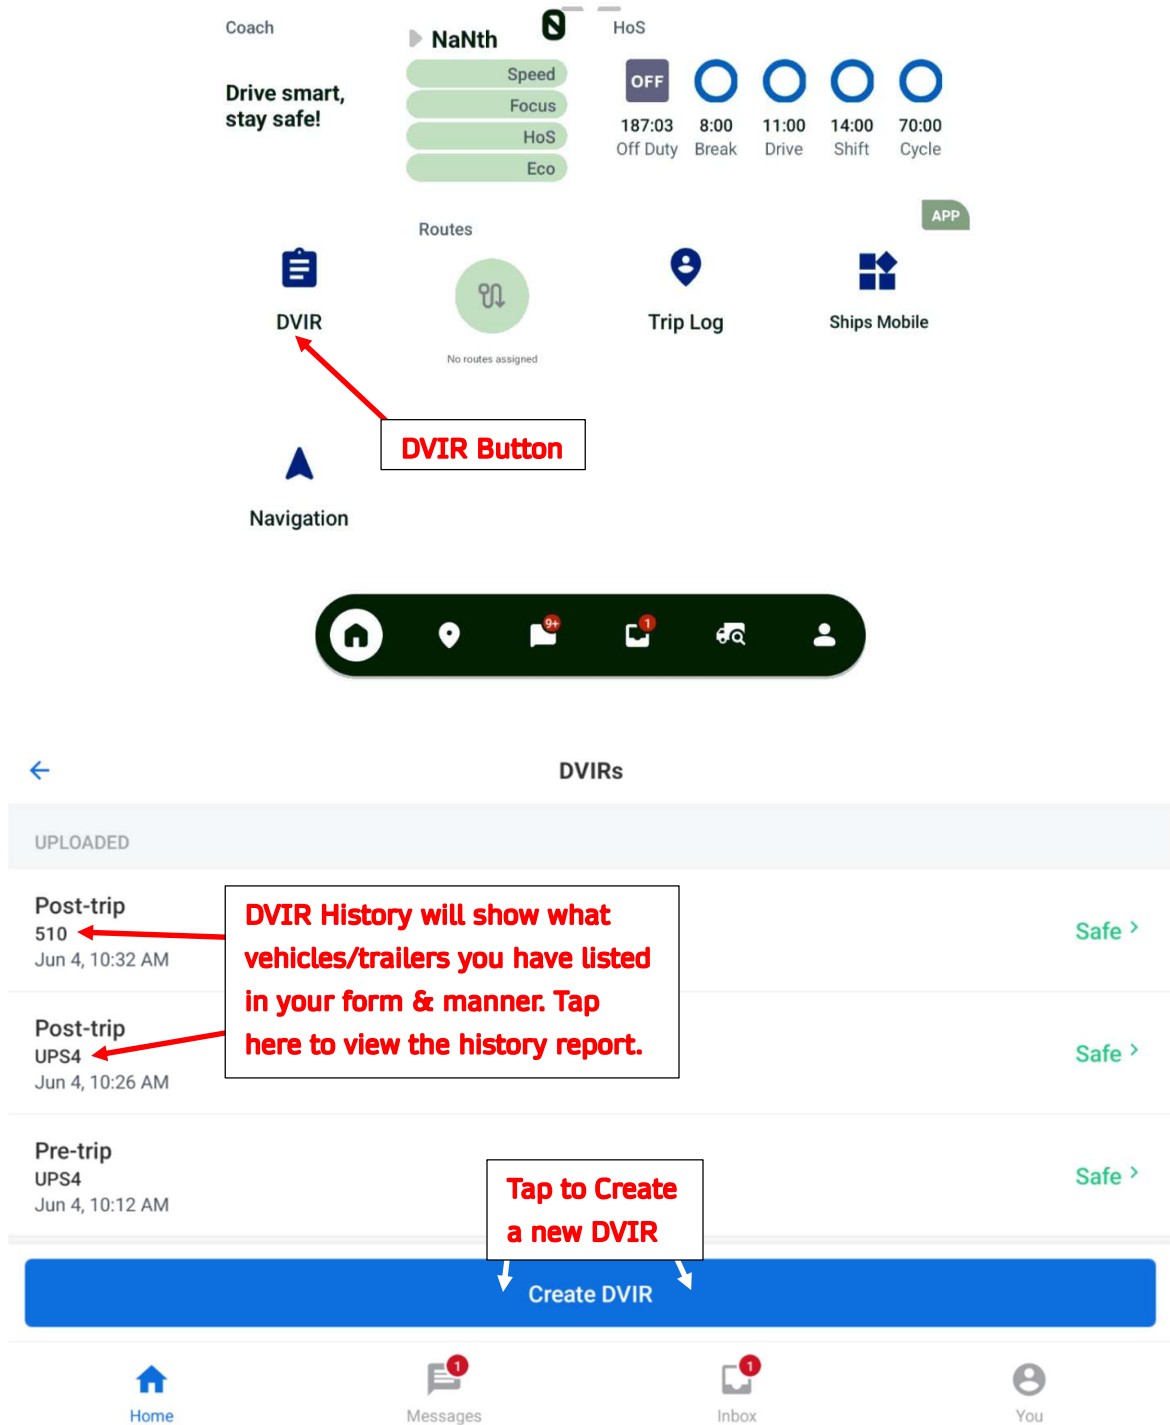 Coach
NaNth
0
HoS
Drive smart,
stay safe!
Speed
Focus
HoS
Eco
OFF
187:03
8:00
11:00
14:00
70:00
Off Duty
Break
Drive
Shift
Cycle
APP
Routes
DVIR
Trip Log
Ships Mobile
No routes assigned
DVIR Button
Navigation
9+
1
DVIRs
UPLOADED
Post-trip
510
Jun 4, 10:32 AM
Safe
DVIR History will show what
vehicles/trailers you have listed
in your form & manner. Tap
here to view the history report.
Post-trip
UPS4
Jun 4, 10:26 AM
Safe
Pre-trip
UPS4
Jun 4, 10:12 AM
Safe
Tap to Create
a new DVIR
Create DVIR
1
1
Home
Messages
Inbox
You